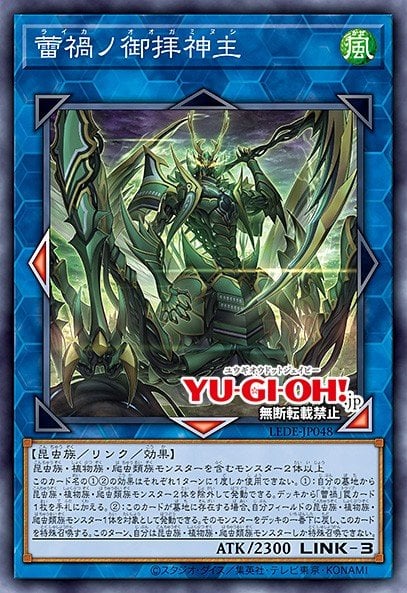 ライカノオオガミヌシ
蕾禍ノ御拝神主
かぜ
風
ユウギオウドットジェイピー
YU-GI-OH!.jp
無断転載禁止
LEDE-JP048
【昆虫族/リンク/効果】
昆虫族・植物族・爬虫類族モンスターを含むモンスター2体以上
このカード名の①②の効果はそれぞれ1ターンに1度しか使用できない。①:自分の墓地から
昆虫族・植物族・爬虫類族モンスター2体を除外して発動できる。デッキから「蕾禍」罠カード
1枚を手札に加える。②:このカードが墓地に存在する場合、自分フィールドの昆虫族・植物族・
爬虫類族モンスター1体を対象として発動できる。そのモンスターをデッキの一番下に戻し、このカード
を特殊召喚する。このターン、自分は昆虫族・植物族・爬虫類族モンスターしか特殊召喚できない。
ATK/2300 LINK-3
©スタジオ・ダイス/集英社・テレビ東京・KONAMI